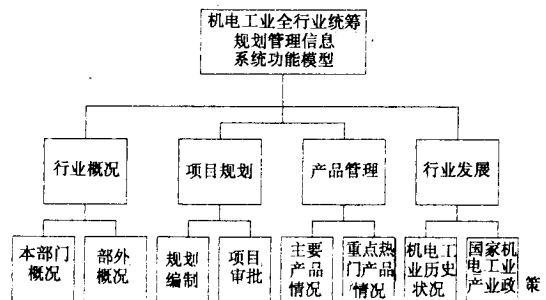 机电工业全行业统筹
规划管理信息
系统功能模型
行业概况
项目规划
产品管理
行业发展
本部门
概况
部外
概况
规划
编制
项目
审批
主要
产品
情况
重点热
门产品
情况
机电工
业历史
状况
国家机
电工业
产业政策